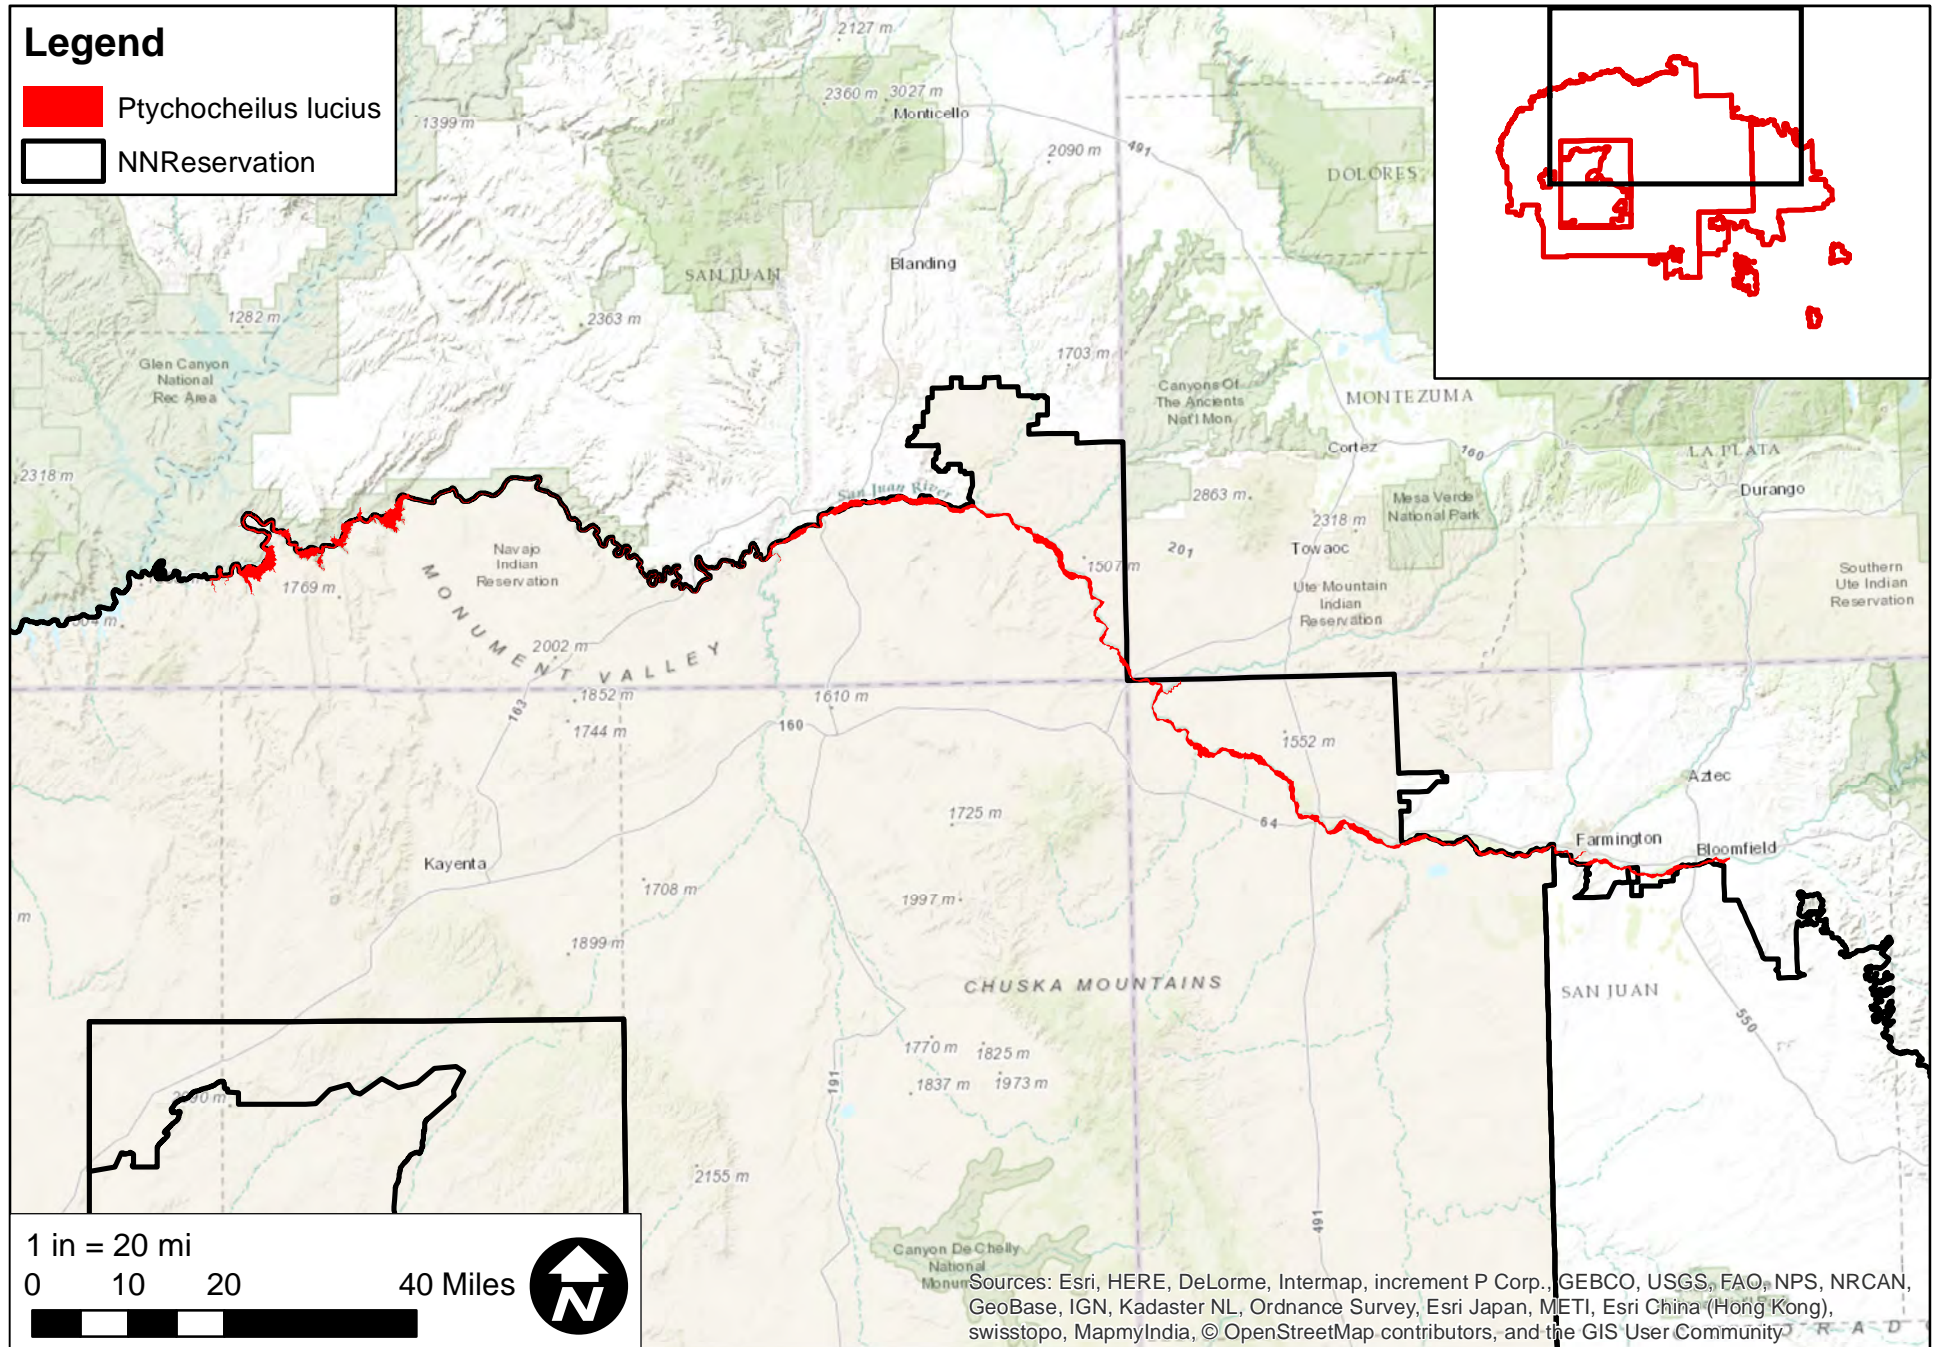 Legend
Ptychocheilus lucius
NNReservation
2127 m
2360 m
3027 m
Monticello
1399 m
2090 m
491
DOLORES
SAN JUAN
Blanding
1282 m
2363 m
Glen Canyon
National
Rec Area
1703 m
Canyons Of
The Ancients
Nat'l Mon
MONTEZUMA
Cortez
160
LA PLATA
Durango
2318 m
San Juan River
2863 m
Mesa Verde
National Park
2318 m
Towaoc
201
1507 m
Navajo
Indian
Reservation
1769 m
Ute Mountain
Indian
Reservation
Southern
Ute Indian
Reservation
MONUMENT VALLEY
2002 m
1852 m
163
1744 m
160
1610 m
1552 m
Aztec
64
Farmington
Bloomfield
1725 m
Kayenta
1708 m
1997 m
m
1899 m
CHUSKA MOUNTAINS
SAN JUAN
550
1770 m
1825 m
1837 m
1973 m
191
2155 m
491
Canyon De Chelly
National
1 in = 20 mi
0 10 20 40 Miles
N
Sources: Esri, HERE, DeLorme, Intermap, increment P Corp., GEBCO, USGS, FAO, NPS, NRCAN,
GeoBase, IGN, Kadaster NL, Ordnance Survey, Esri Japan, METI, Esri China (Hong Kong),
swisstopo, MapmyIndia, © OpenStreetMap contributors, and the GIS User Community